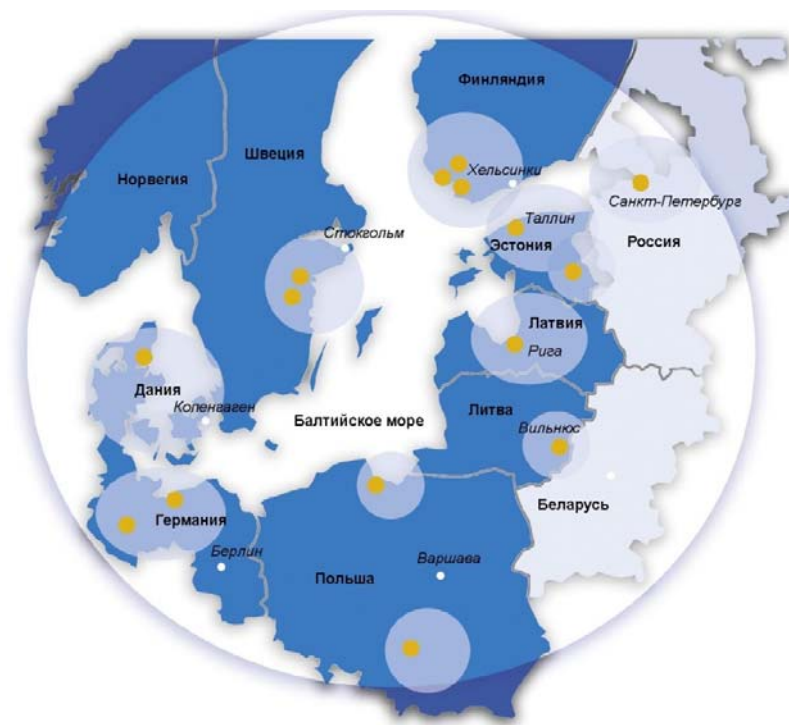 Финляндия
Швеция
Норвегия
Хельсинки
Санкт-Петербург
Таллин
Стокгольм
Эстония
Россия
Латвия
Рига
Дания
Копенгаген
Балтийское море
Литва
Вильнюс
Беларусь
Германия
Берлин
Варшава
Польша